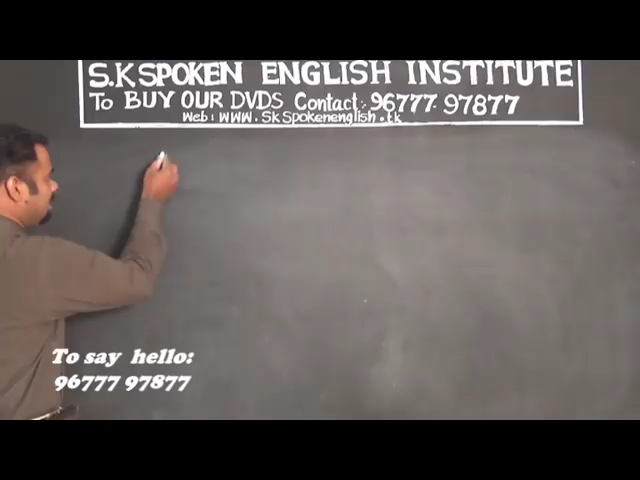 S.K SPOKEN ENGLISH INSTITUTE
To BUY OUR DVDS Contact:- 96777 97877
Web: WWW.SkSpokenenglish.tk
To say hello:
96777 97877